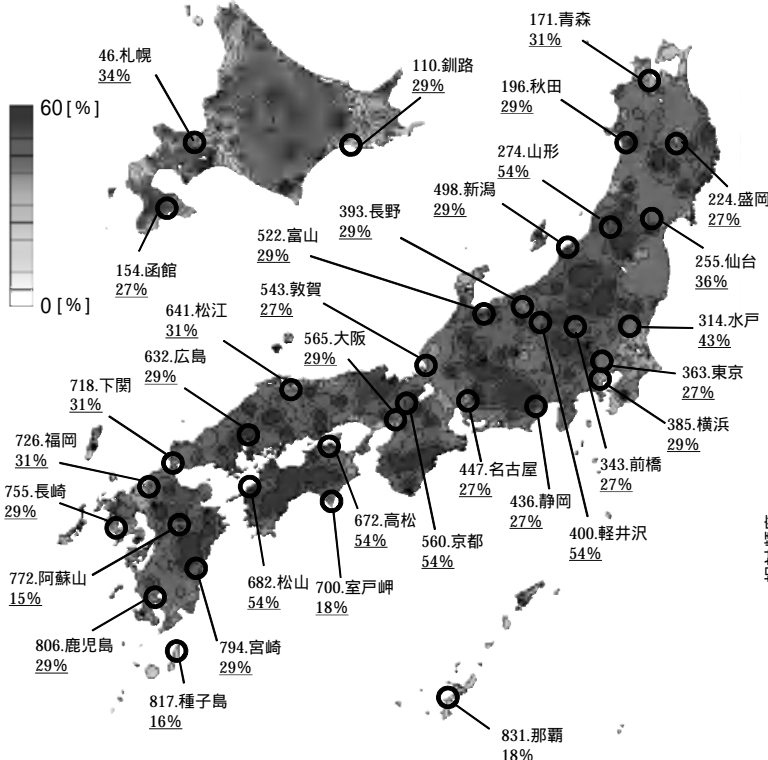 171.青森
31%
46.札幌
34%
110.釧路
29%
196.秋田
29%
60 [%]
274.山形
54%
498.新潟
29%
224.盛岡
27%
393.長野
29%
522.富山
29%
255.仙台
36%
154.函館
27%
543.敦賀
27%
0 [%]
641.松江
31%
314.水戸
43%
565.大阪
29%
632.広島
29%
363.東京
27%
718.下関
31%
385.横浜
29%
726.福岡
31%
447.名古屋
27%
343.前橋
27%
755.長崎
29%
436.静岡
27%
672.高松
54%
400.軽井沢
54%
560.京都
54%
772.阿蘇山
15%
682.松山
54%
700.室戸岬
18%
806.鹿児島
29%
794.宮崎
29%
817.種子島
16%
831.那覇
18%